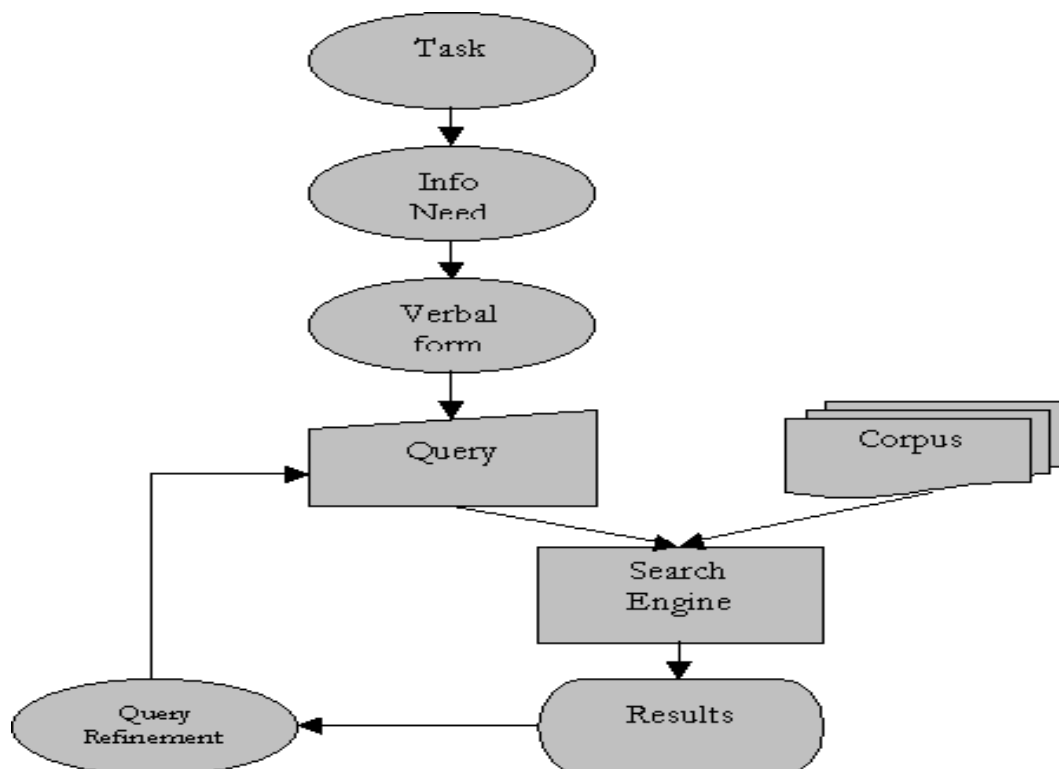 Task
Info
Need
Verbal
form
Query
Corpus
Search
Engine
Results
Query
Refinement